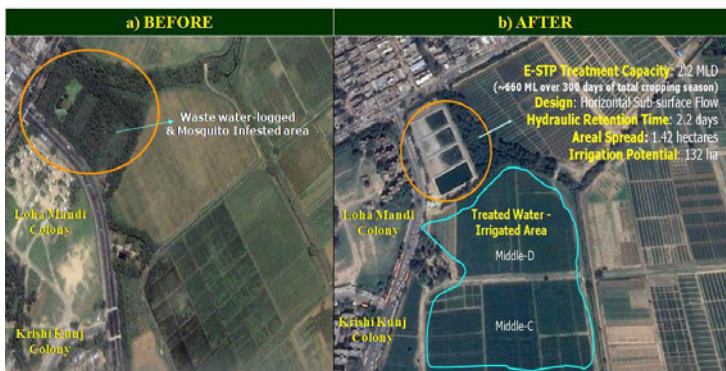 a) BEFORE
Waste water-logged
& Mosquito Infested area
Loha Mandi
Colony
Krishi Kunj
Colony
b) AFTER
E-STP Treatment Capacity: 2.2 MLD
(~660 ML over 300 days of total cropping season)
Design: Horizontal Sub-surface Flow
Hydraulic Retention Time: 2.2 days
Areal Spread: 1.42 hectares
Irrigation Potential: 132 ha
Loha Mandi
Colony
Treated Water -
Irrigated Area
Middle-D
Krishi Kunj
Colony
Middle-C